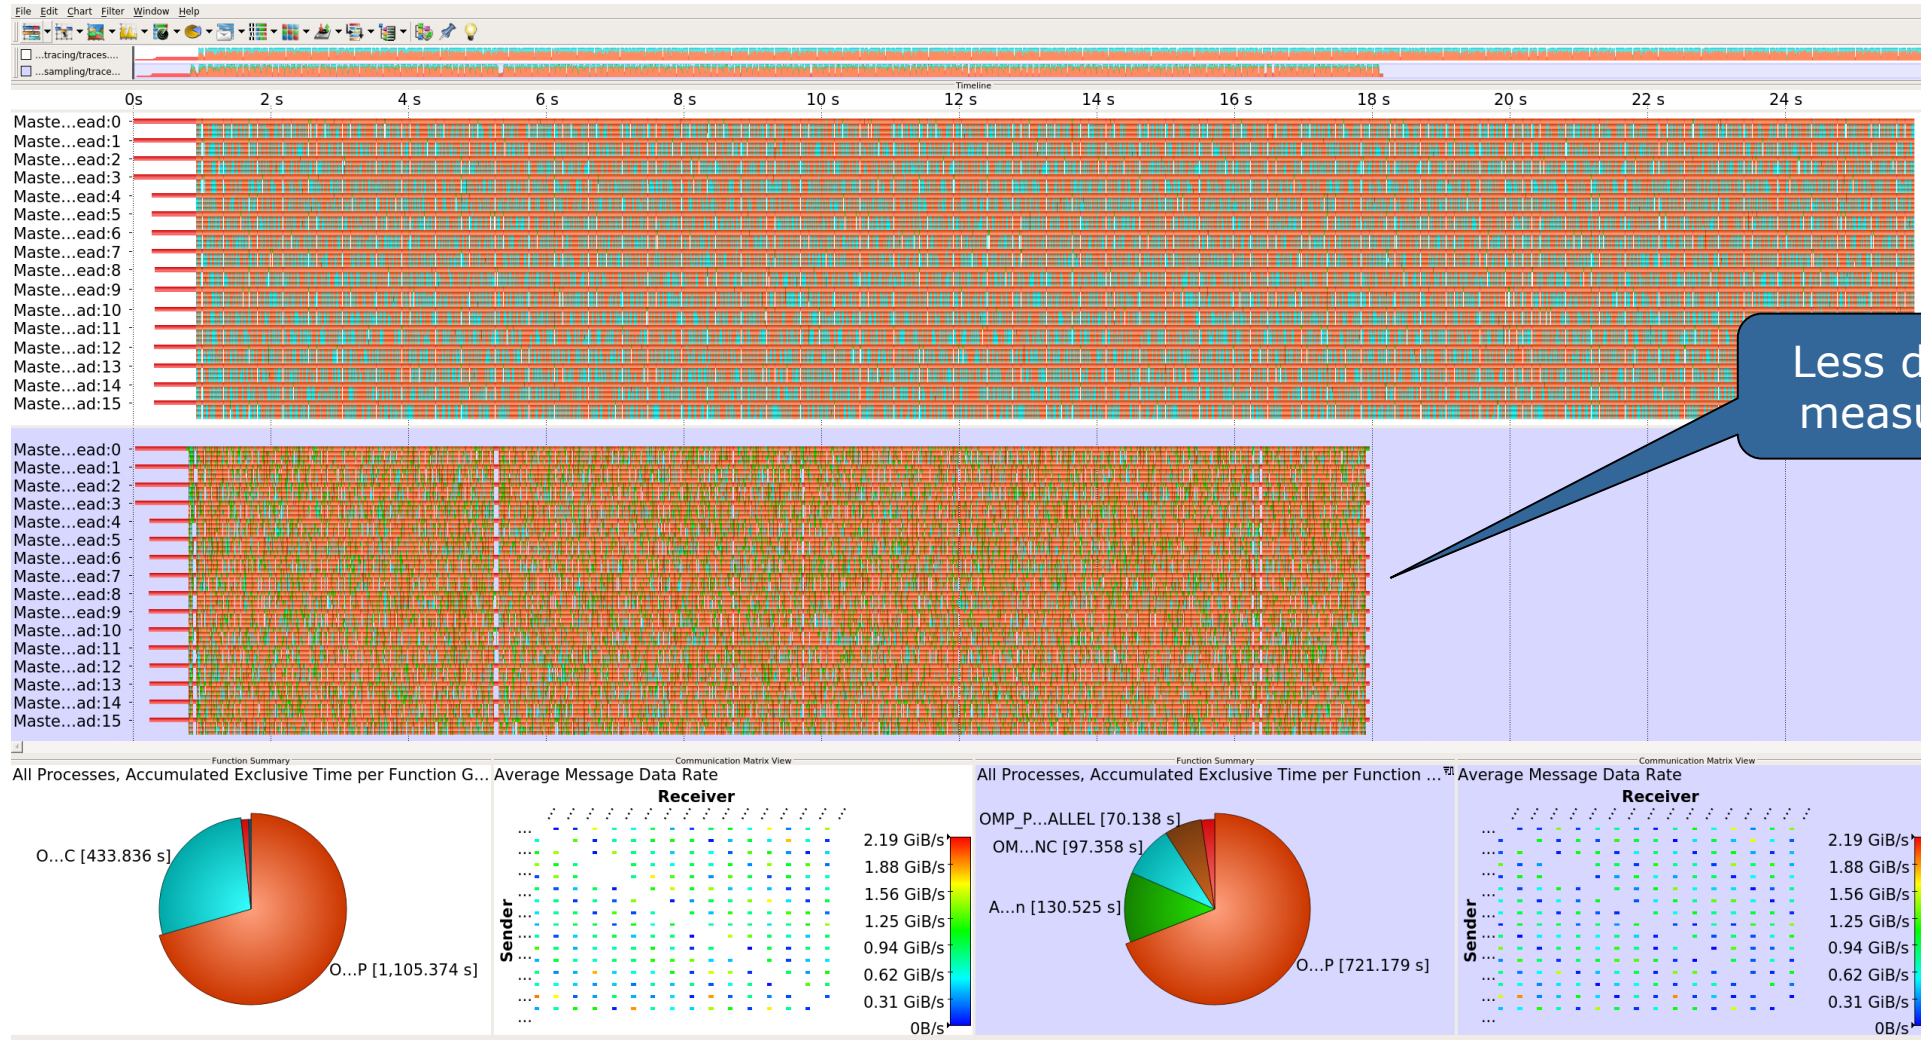 File Edit Chart Filter Window Help
...tracing/traces....
...sampling/trace...
Timeline
0s 2 s 4 s 6 s 8 s 10 s 12 s 14 s 16 s 18 s 20 s 22 s 24 s
Maste...ead:0
Maste...ead:1
Maste...ead:2
Maste...ead:3
Maste...ead:4
Maste...ead:5
Maste...ead:6
Maste...ead:7
Maste...ead:8
Maste...ead:9
Maste...ad:10
Maste...ad:11
Maste...ad:12
Maste...ad:13
Maste...ad:14
Maste...ad:15
Less d
measu
Maste...ead:0
Maste...ead:1
Maste...ead:2
Maste...ead:3
Maste...ead:4
Maste...ead:5
Maste...ead:6
Maste...ead:7
Maste...ead:8
Maste...ead:9
Maste...ad:10
Maste...ad:11
Maste...ad:12
Maste...ad:13
Maste...ad:14
Maste...ad:15
Function Summary
All Processes, Accumulated Exclusive Time per Function G...
O...C [433.836 s]
O...P [1,105.374 s]
Communication Matrix View
Average Message Data Rate
Receiver
Sender
2.19 GiB/s
1.88 GiB/s
1.56 GiB/s
1.25 GiB/s
0.94 GiB/s
0.62 GiB/s
0.31 GiB/s
0B/s
Function Summary
All Processes, Accumulated Exclusive Time per Function ...
OMP_P...ALLEL [70.138 s]
OM...NC [97.358 s]
A...n [130.525 s]
O...P [721.179 s]
Communication Matrix View
Average Message Data Rate
Receiver
Sender
2.19 GiB/s
1.88 GiB/s
1.56 GiB/s
1.25 GiB/s
0.94 GiB/s
0.62 GiB/s
0.31 GiB/s
0B/s